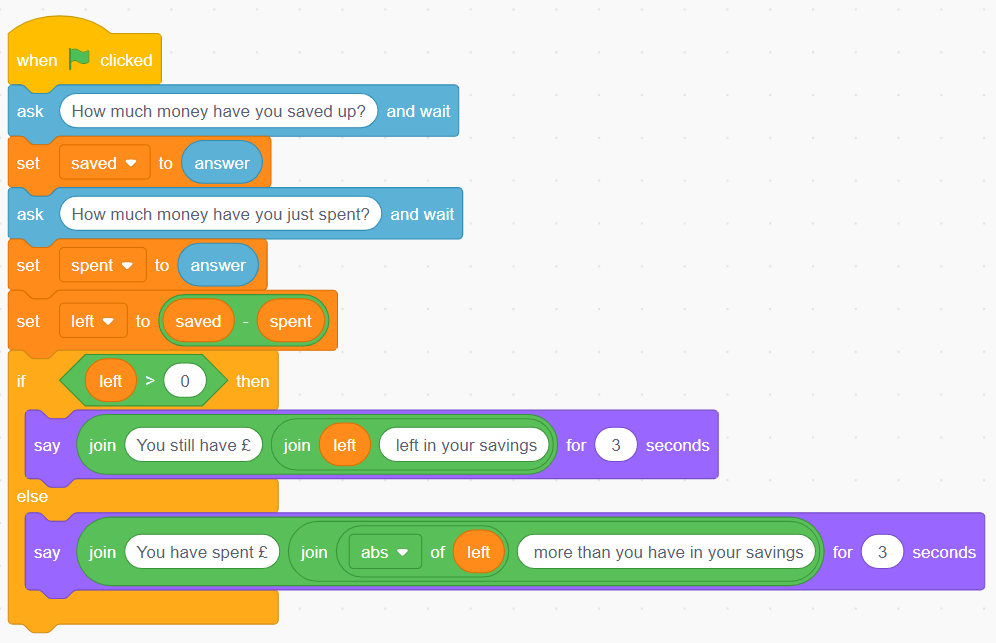 when clicked
ask How much money have you saved up? and wait
set saved to answer
ask How much money have you just spent? and wait
set spent to answer
set left to saved - spent
if left > 0 then
say join You still have £ join left left in your savings for 3 seconds
else
say join You have spent £ join abs of left more than you have in your savings for 3 seconds